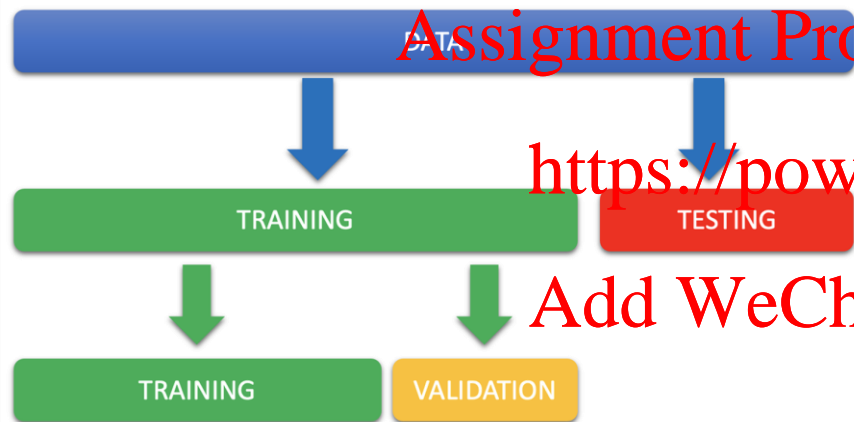 DATA
Assignment Pro
https://pow
TRAINING
TESTING
Add WeCh
TRAINING
VALIDATION